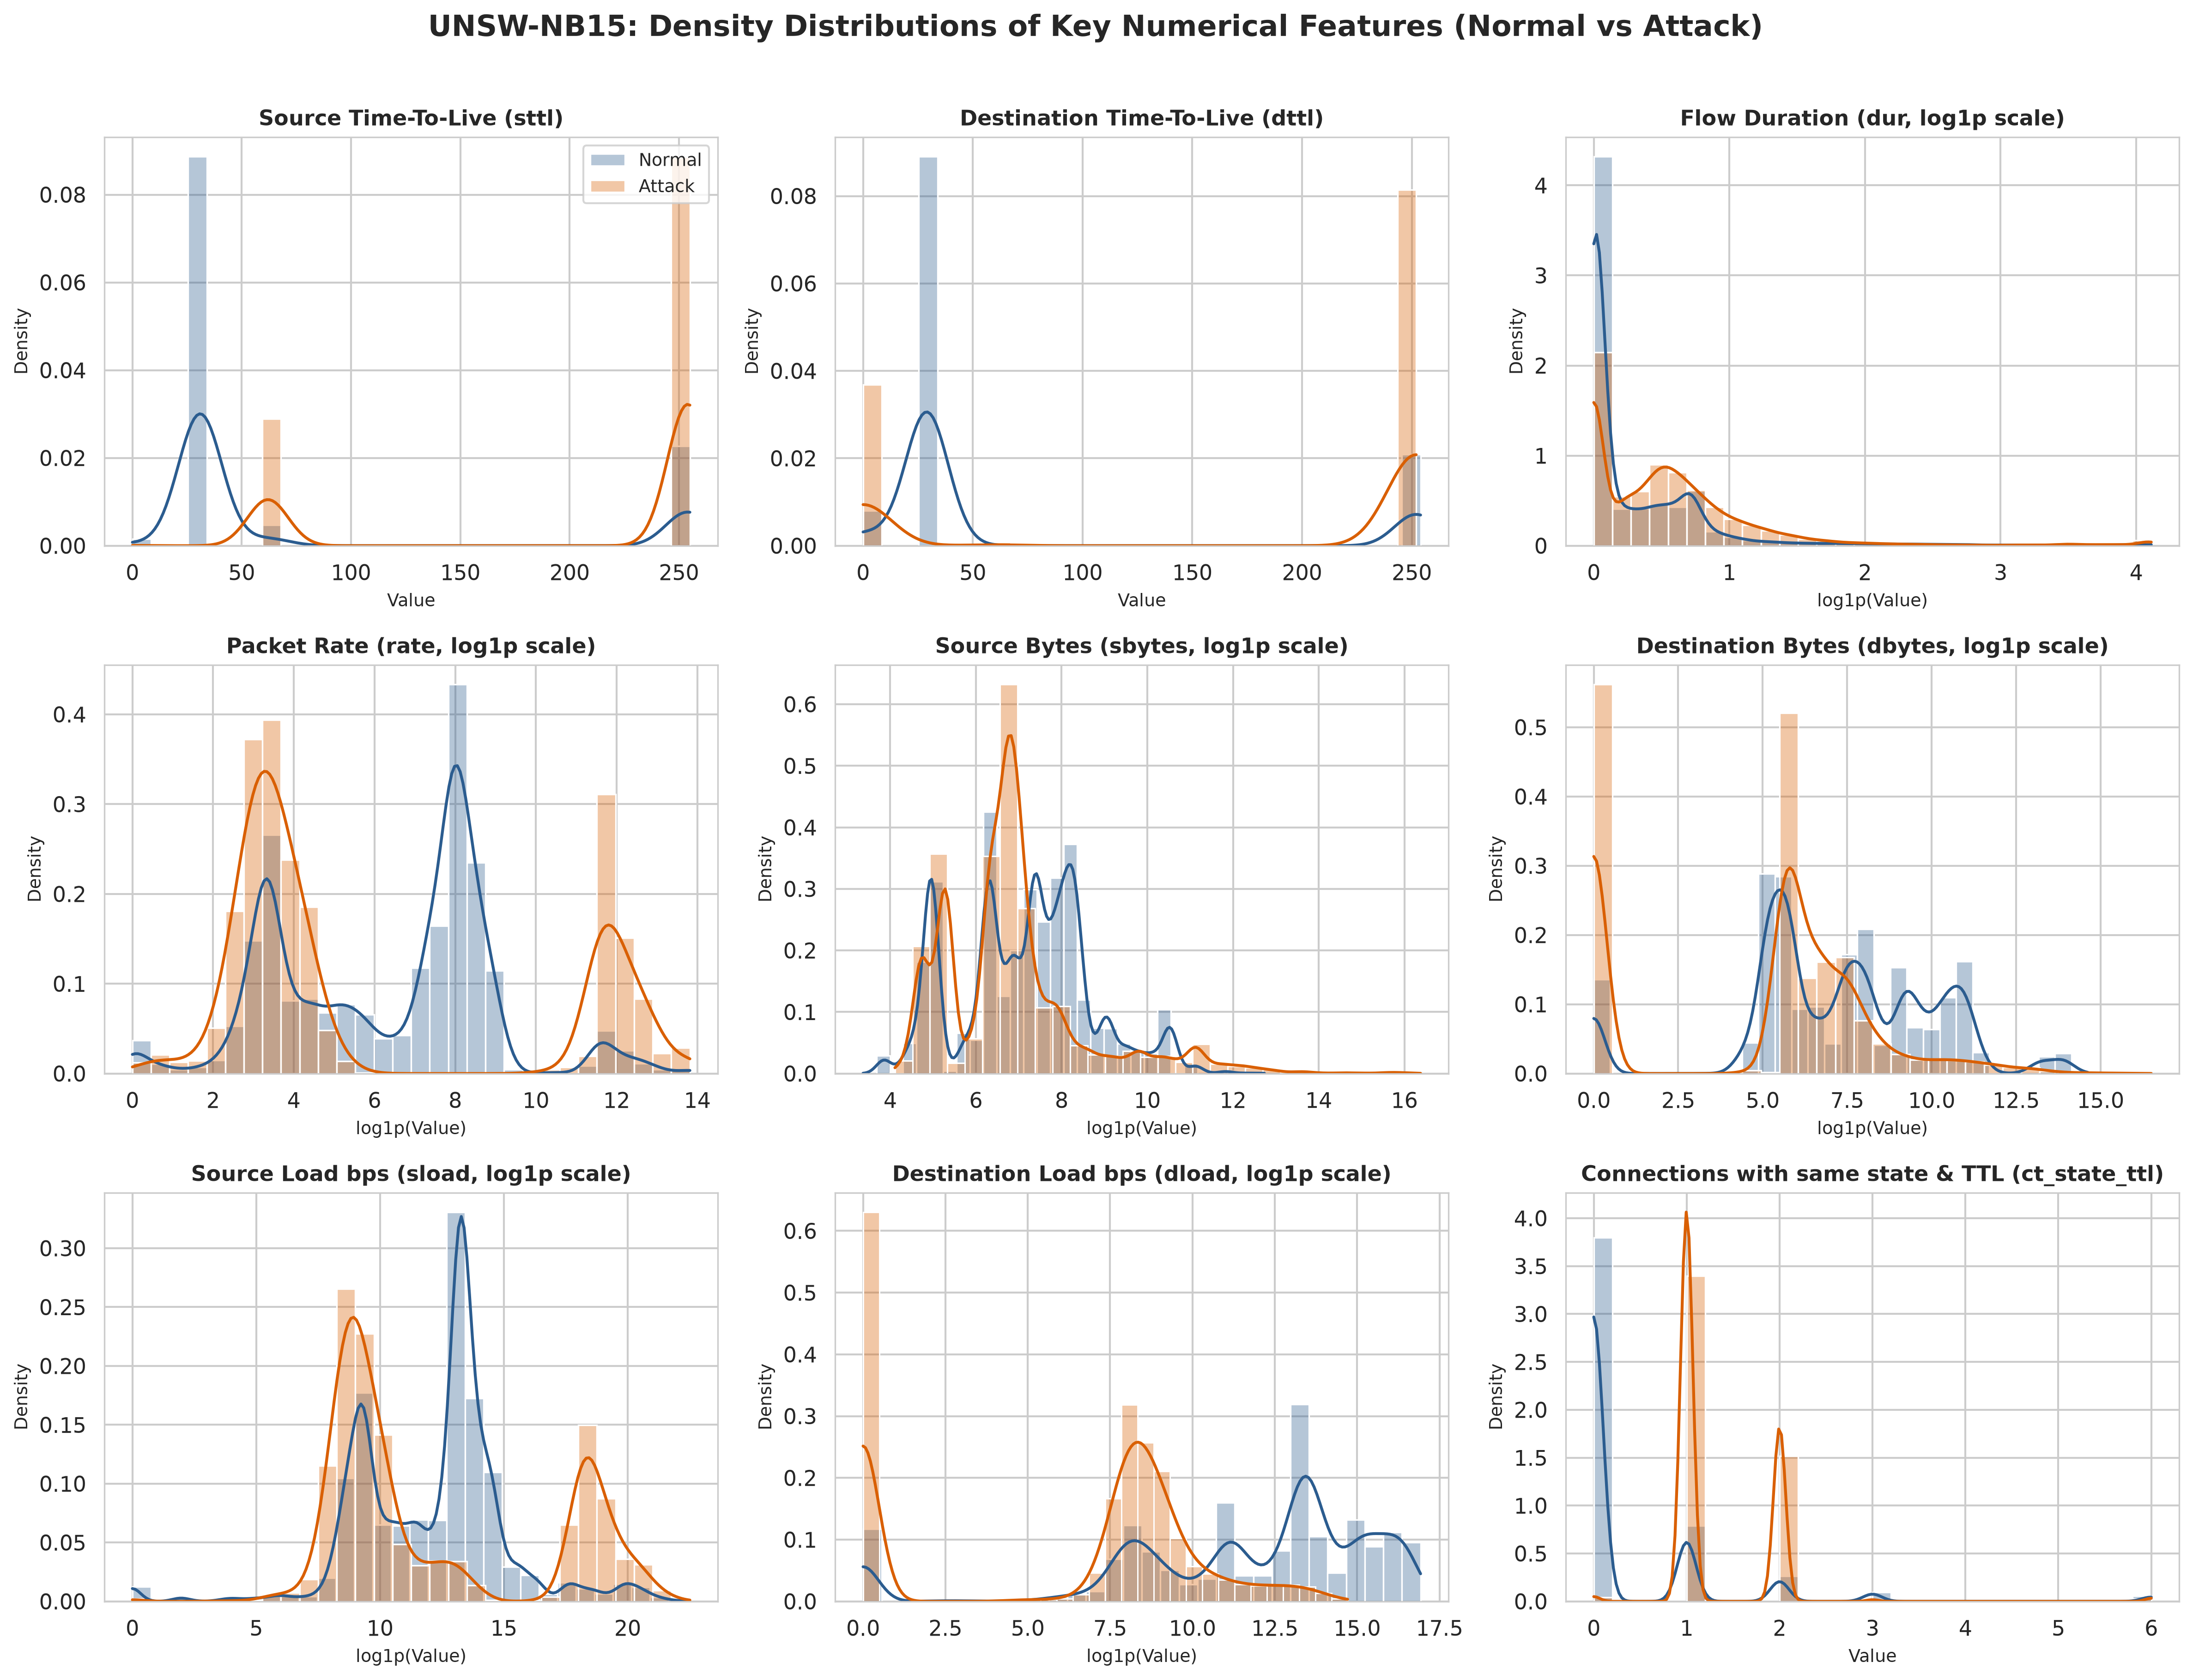 UNSW-NB15: Density Distributions of Key Numerical Features (Normal vs Attack)
Source Time-To-Live (sttl)
Normal
Attack
0.08
0.06
0.04
0.02
0.00
Density
0 50 100 150 200 250
Value
Destination Time-To-Live (dttl)
0.08
0.06
0.04
0.02
0.00
Density
0 50 100 150 200 250
Value
Flow Duration (dur, log1p scale)
4
3
2
1
0
Density
0 1 2 3 4
log1p(Value)
Packet Rate (rate, log1p scale)
0.4
0.3
0.2
0.1
0.0
Density
0 2 4 6 8 10 12 14
log1p(Value)
Source Bytes (sbytes, log1p scale)
0.6
0.5
0.4
0.3
0.2
0.1
0.0
Density
4 6 8 10 12 14 16
log1p(Value)
Destination Bytes (dbytes, log1p scale)
0.5
0.4
0.3
0.2
0.1
0.0
Density
0.0 2.5 5.0 7.5 10.0 12.5 15.0
log1p(Value)
Source Load bps (sload, log1p scale)
0.30
0.25
0.20
0.15
0.10
0.05
0.00
Density
0 5 10 15 20
log1p(Value)
Destination Load bps (dload, log1p scale)
0.6
0.5
0.4
0.3
0.2
0.1
0.0
Density
0.0 2.5 5.0 7.5 10.0 12.5 15.0 17.5
log1p(Value)
Connections with same state & TTL (ct_state_ttl)
4.0
3.5
3.0
2.5
2.0
1.5
1.0
0.5
0.0
Density
0 1 2 3 4 5 6
Value